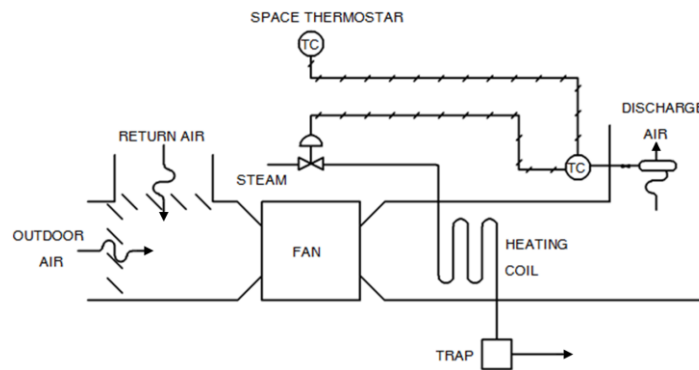 SPACE THERMOSTAR
TC
DISCHARGE
AIR
RETURN AIR
STEAM
TC
OUTDOOR
AIR
FAN
HEATING
COIL
TRAP